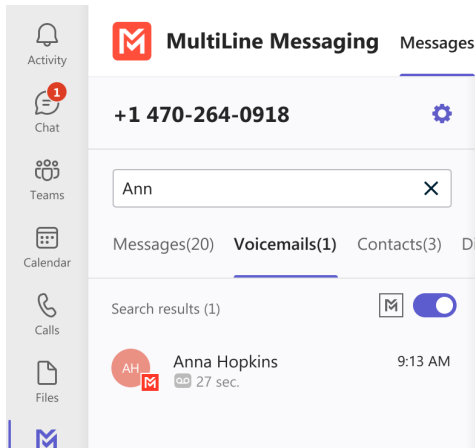 Activity
1
Chat
Teams
Calendar
Calls
Files
MultiLine Messaging Messages
+1 470-264-0918
Ann
Messages(20) Voicemails(1) Contacts(3)
Search results (1)
AH Anna Hopkins 9:13 AM
27 sec.